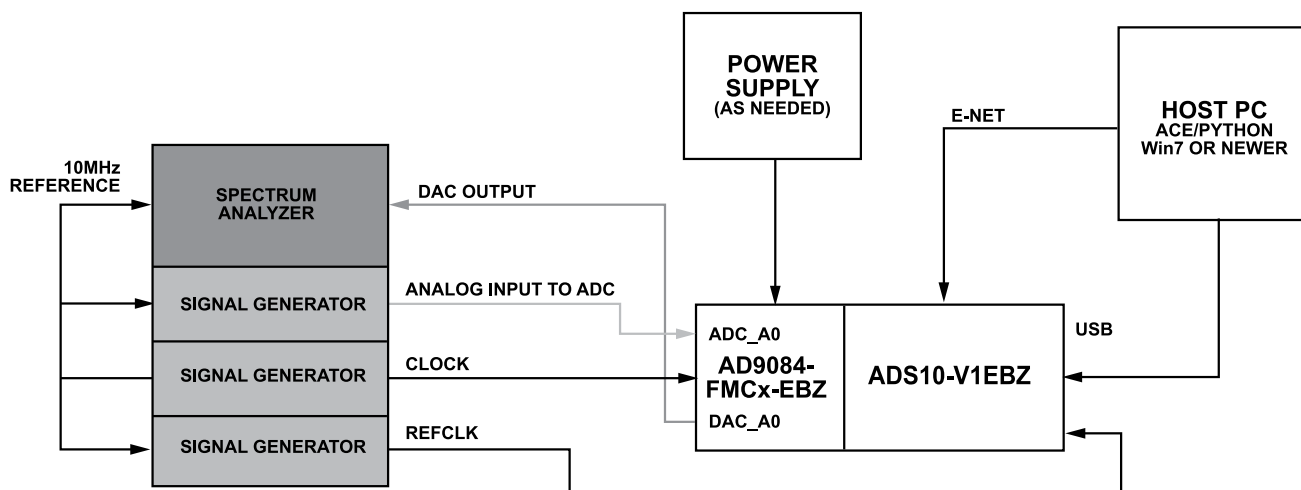 POWER
SUPPLY
(AS NEEDED)
HOST PC
ACE/PYTHON
Win7 OR NEWER
E-NET
10MHz
REFERENCE
SPECTRUM
ANALYZER
DAC OUTPUT
SIGNAL GENERATOR
ANALOG INPUT TO ADC
SIGNAL GENERATOR
CLOCK
SIGNAL GENERATOR
REFCLK
ADC_A0
AD9084-
FMCx-EBZ
DAC_A0
ADS10-V1EBZ
USB